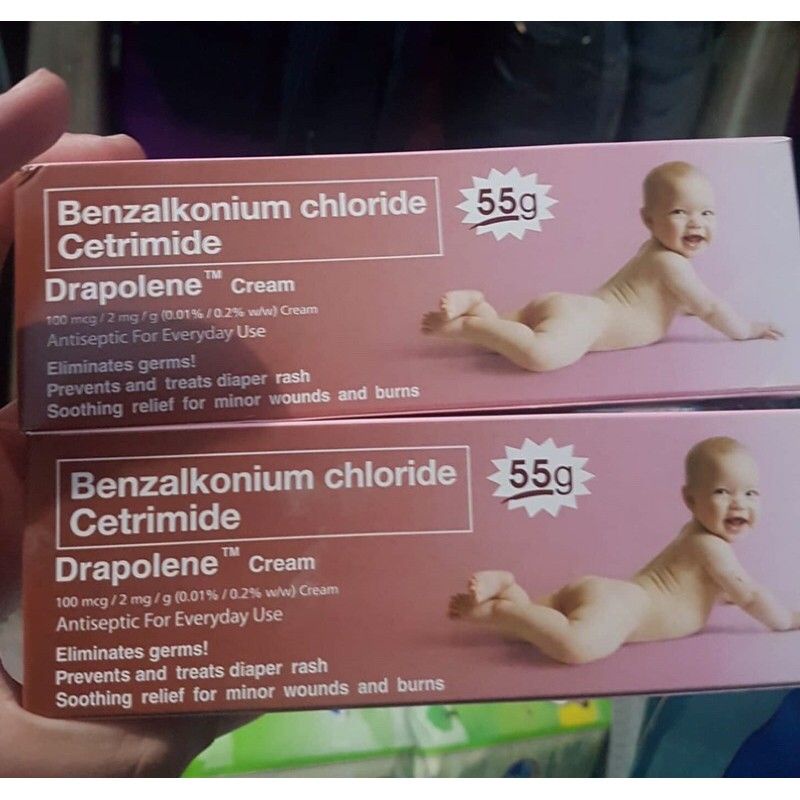 Benzalkonium chloride
Cetrimide
55g
Drapolene™ Cream
100 mcg / 2 mg / g (0.01% / 0.2% w/w) Cream
Antiseptic For Everyday Use
Eliminates germs!
Prevents and treats diaper rash
Soothing relief for minor wounds and burns
Benzalkonium chloride
Cetrimide
55g
Drapolene™ Cream
100 mcg / 2 mg / g (0.01% / 0.2% w/w) Cream
Antiseptic For Everyday Use
Eliminates germs!
Prevents and treats diaper rash
Soothing relief for minor wounds and burns